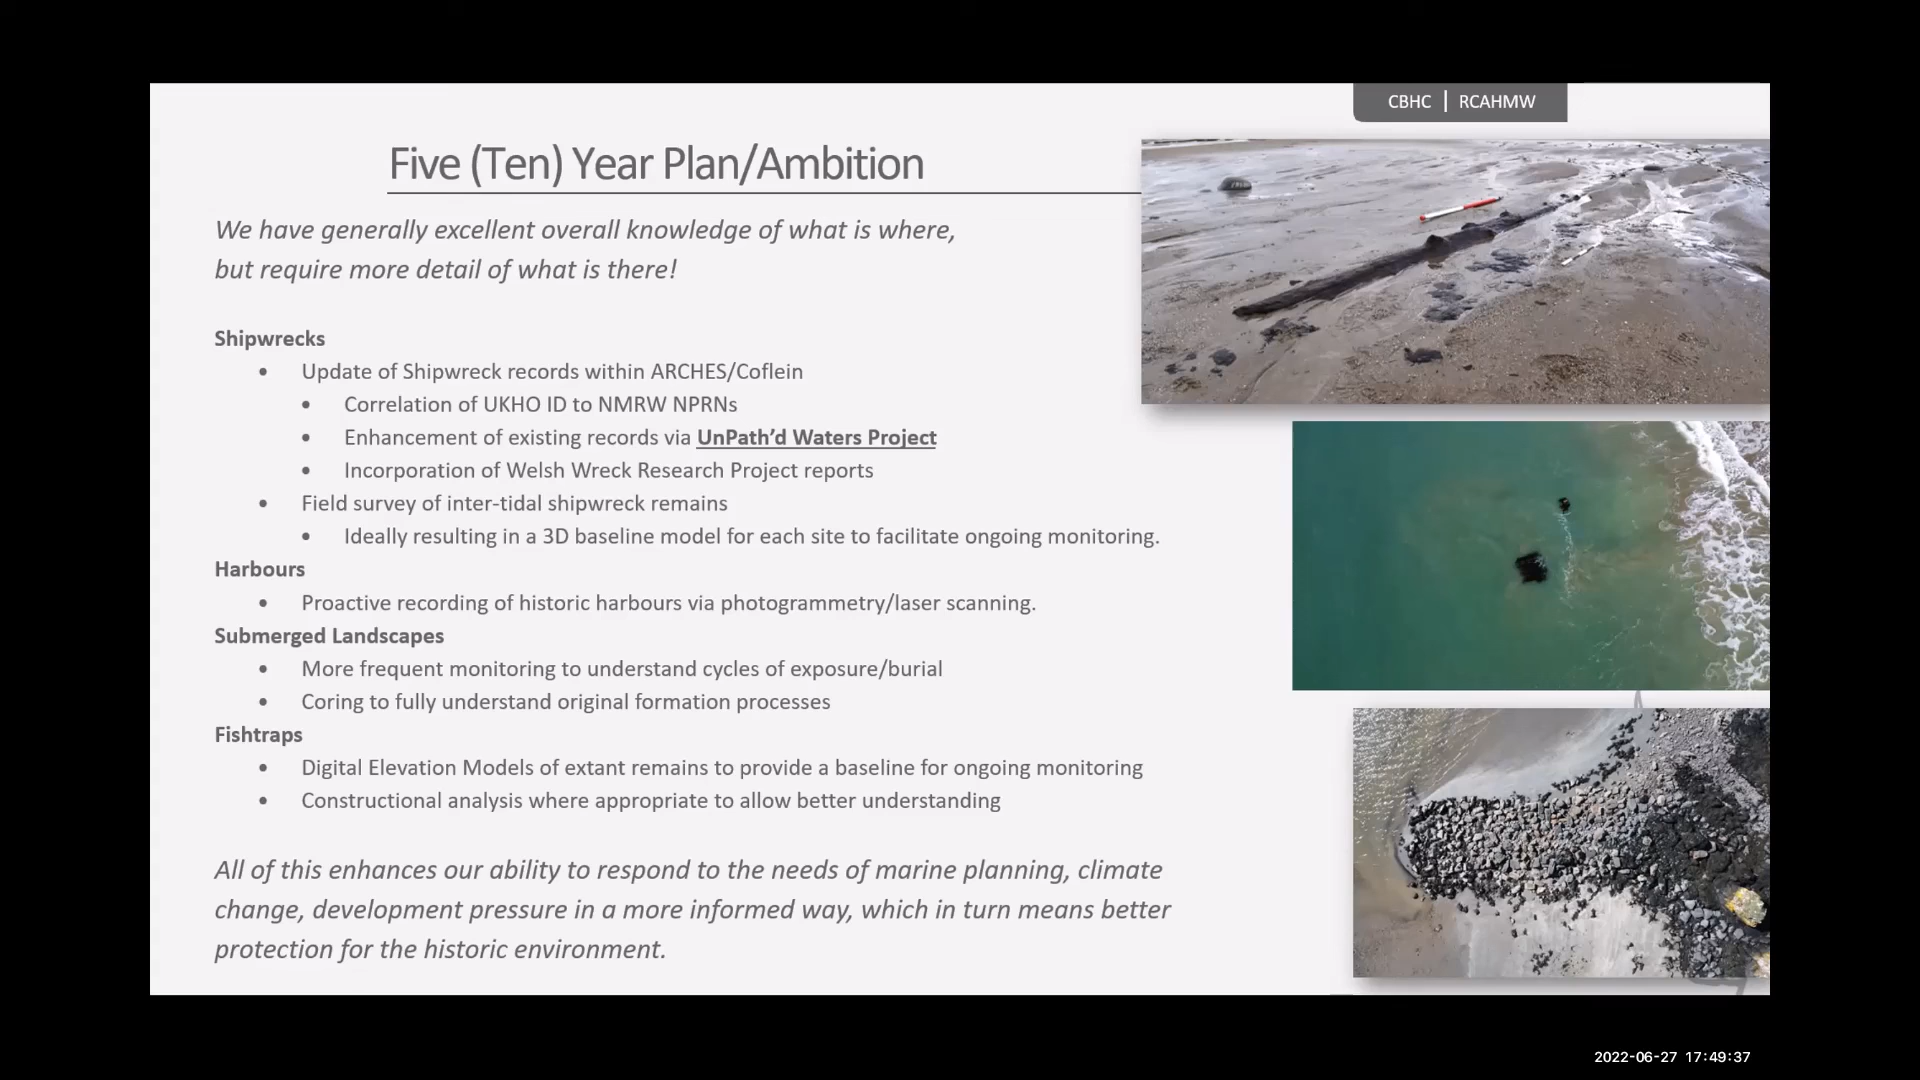 CBHC | RCAHMW
Five (Ten) Year Plan/Ambition
We have generally excellent overall knowledge of what is where,
but require more detail of what is there!
Shipwrecks
• Update of Shipwreck records within ARCHES/Coflein
• Correlation of UKHO ID to NMRW NPRNs
• Enhancement of existing records via UnPath’d Waters Project
• Incorporation of Welsh Wreck Research Project reports
• Field survey of inter-tidal shipwreck remains
• Ideally resulting in a 3D baseline model for each site to facilitate ongoing monitoring.
Harbours
• Proactive recording of historic harbours via photogrammetry/laser scanning.
Submerged Landscapes
• More frequent monitoring to understand cycles of exposure/burial
• Coring to fully understand original formation processes
Fishtraps
• Digital Elevation Models of extant remains to provide a baseline for ongoing monitoring
• Constructional analysis where appropriate to allow better understanding
All of this enhances our ability to respond to the needs of marine planning, climate
change, development pressure in a more informed way, which in turn means better
protection for the historic environment.
2022-06-27 17:49:37